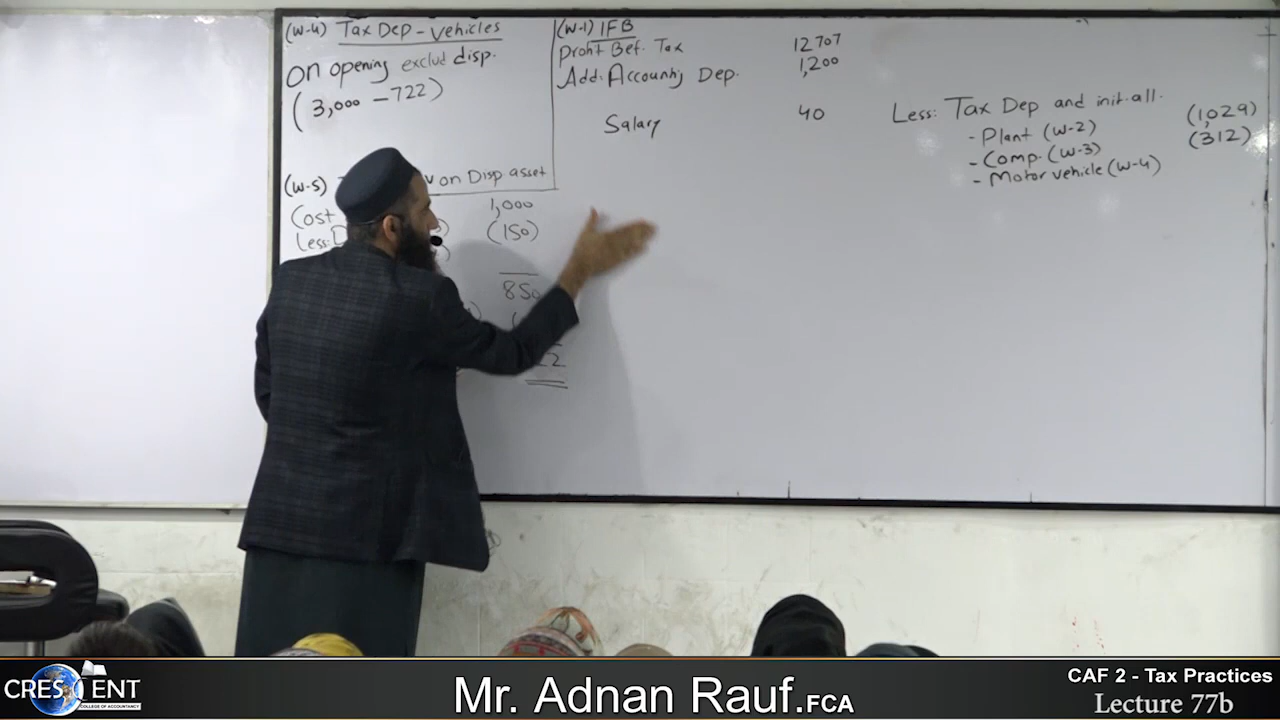 (W-4) Tax Dep - Vehicles
On opening exclud disp.
(3,000 - 722)
(W-5)
on Disp asset
Cost 1,000
Less: (150)
850
(W-1) IFB
Profit Bef. Tax 12707
Add: Accounting Dep. 1,200
Salary 40
Less: Tax Dep and init. all.
- Plant (W-2) (1,029)
- Comp. (W-3) (312)
- Motor vehicle (W-4)
CRESCENT
COLLEGE OF ACCOUNTANCY
Mr. Adnan Rauf.FCA
CAF 2 - Tax Practices
Lecture 77b